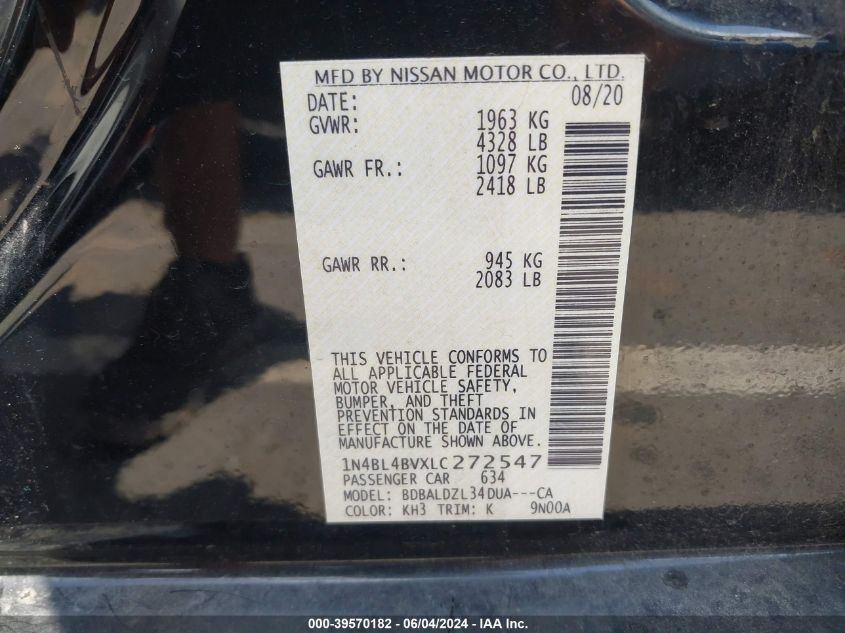 MFD BY NISSAN MOTOR CO., LTD.
DATE: 08/20
GVWR: 1963 KG
4328 LB
GAWR FR.: 1097 KG
2418 LB
GAWR RR.: 945 KG
2083 LB
THIS VEHICLE CONFORMS TO
ALL APPLICABLE FEDERAL
MOTOR VEHICLE SAFETY,
BUMPER, AND THEFT
PREVENTION STANDARDS IN
EFFECT ON THE DATE OF
MANUFACTURE SHOWN ABOVE.
1N4BL4BVXLC272547
PASSENGER CAR 634
MODEL: BDBALDZL34DUA---CA
COLOR: KH3 TRIM: K 9N00A
000-39570182 - 06/04/2024 - IAA Inc.